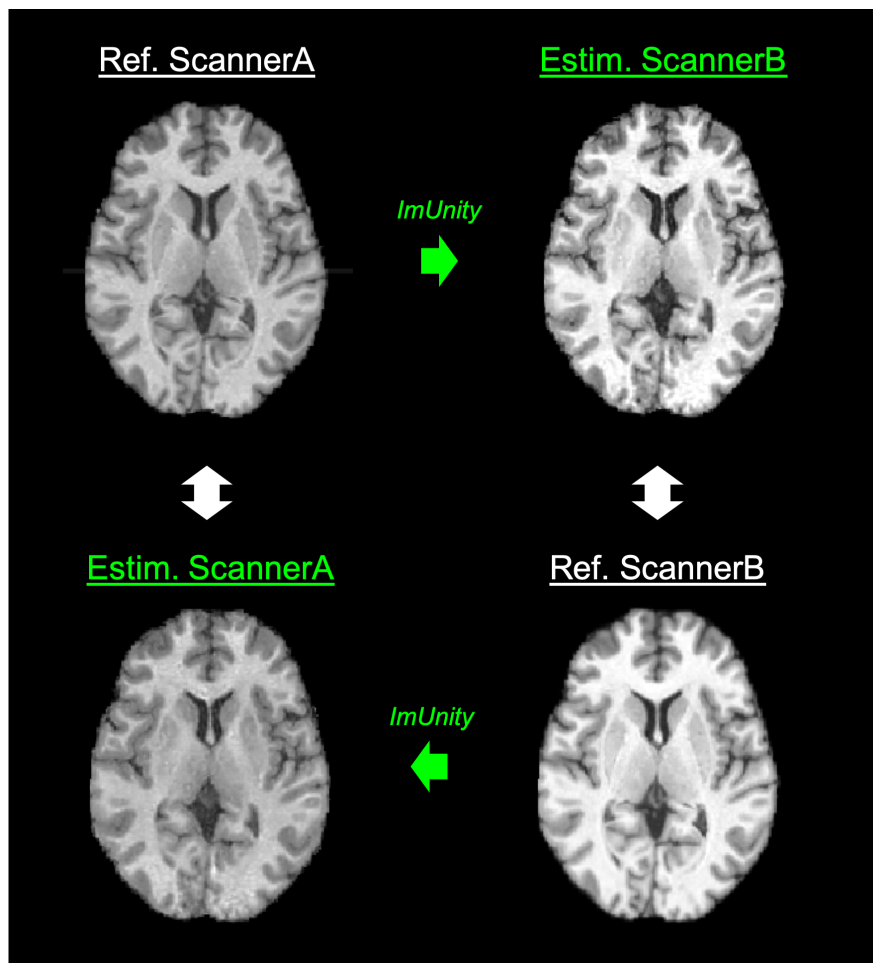 Ref. ScannerA
Estim. ScannerB
ImUnity
Estim. ScannerA
Ref. ScannerB
ImUnity